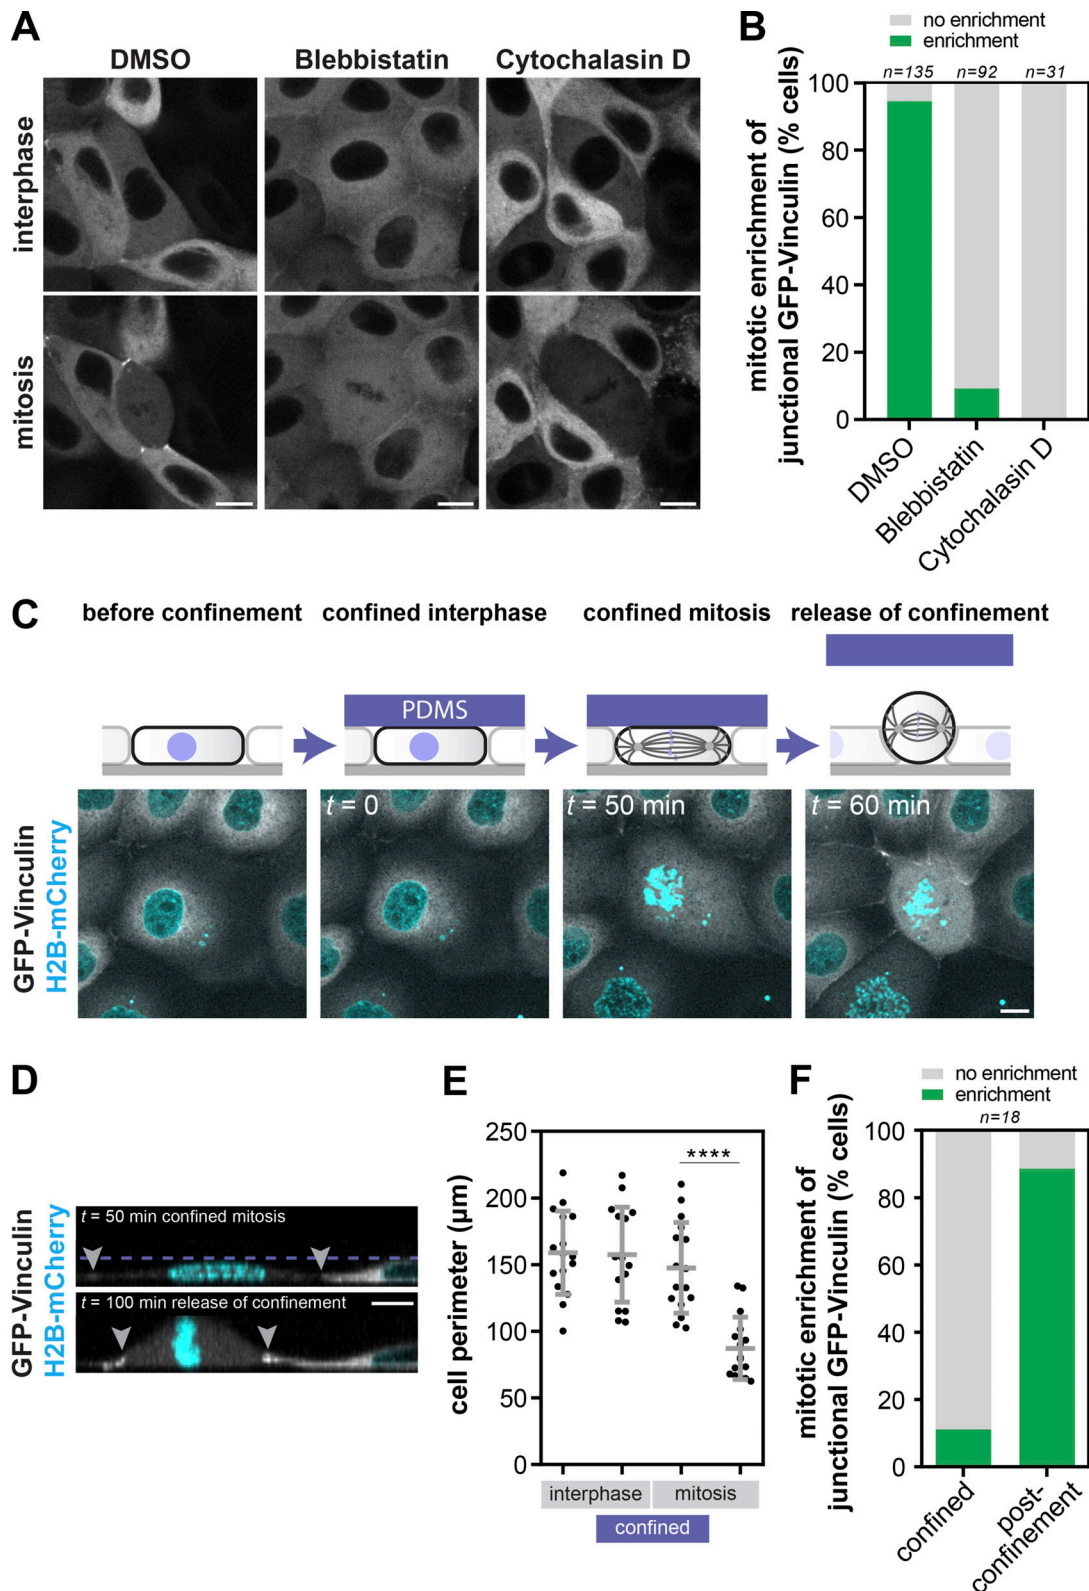 A
DMSO
Blebbistatin
Cytochalasin D
interphase
mitosis
B
no enrichment
enrichment
n=135
n=92
n=31
mitotic enrichment of
junctional GFP-Vinculin (% cells)
100
80
60
40
20
0
DMSO
Blebbistatin
Cytochalasin D
C
before confinement
confined interphase
confined mitosis
release of confinement
PDMS
GFP-Vinculin
H2B-mCherry
t = 0
t = 50 min
t = 60 min
D
GFP-Vinculin
H2B-mCherry
t = 50 min confined mitosis
t = 100 min release of confinement
E
cell perimeter (µm)
250
200
150
100
50
0
****
interphase
mitosis
confined
F
no enrichment
enrichment
n=18
mitotic enrichment of
junctional GFP-Vinculin (% cells)
100
80
60
40
20
0
confined
post-
confinement